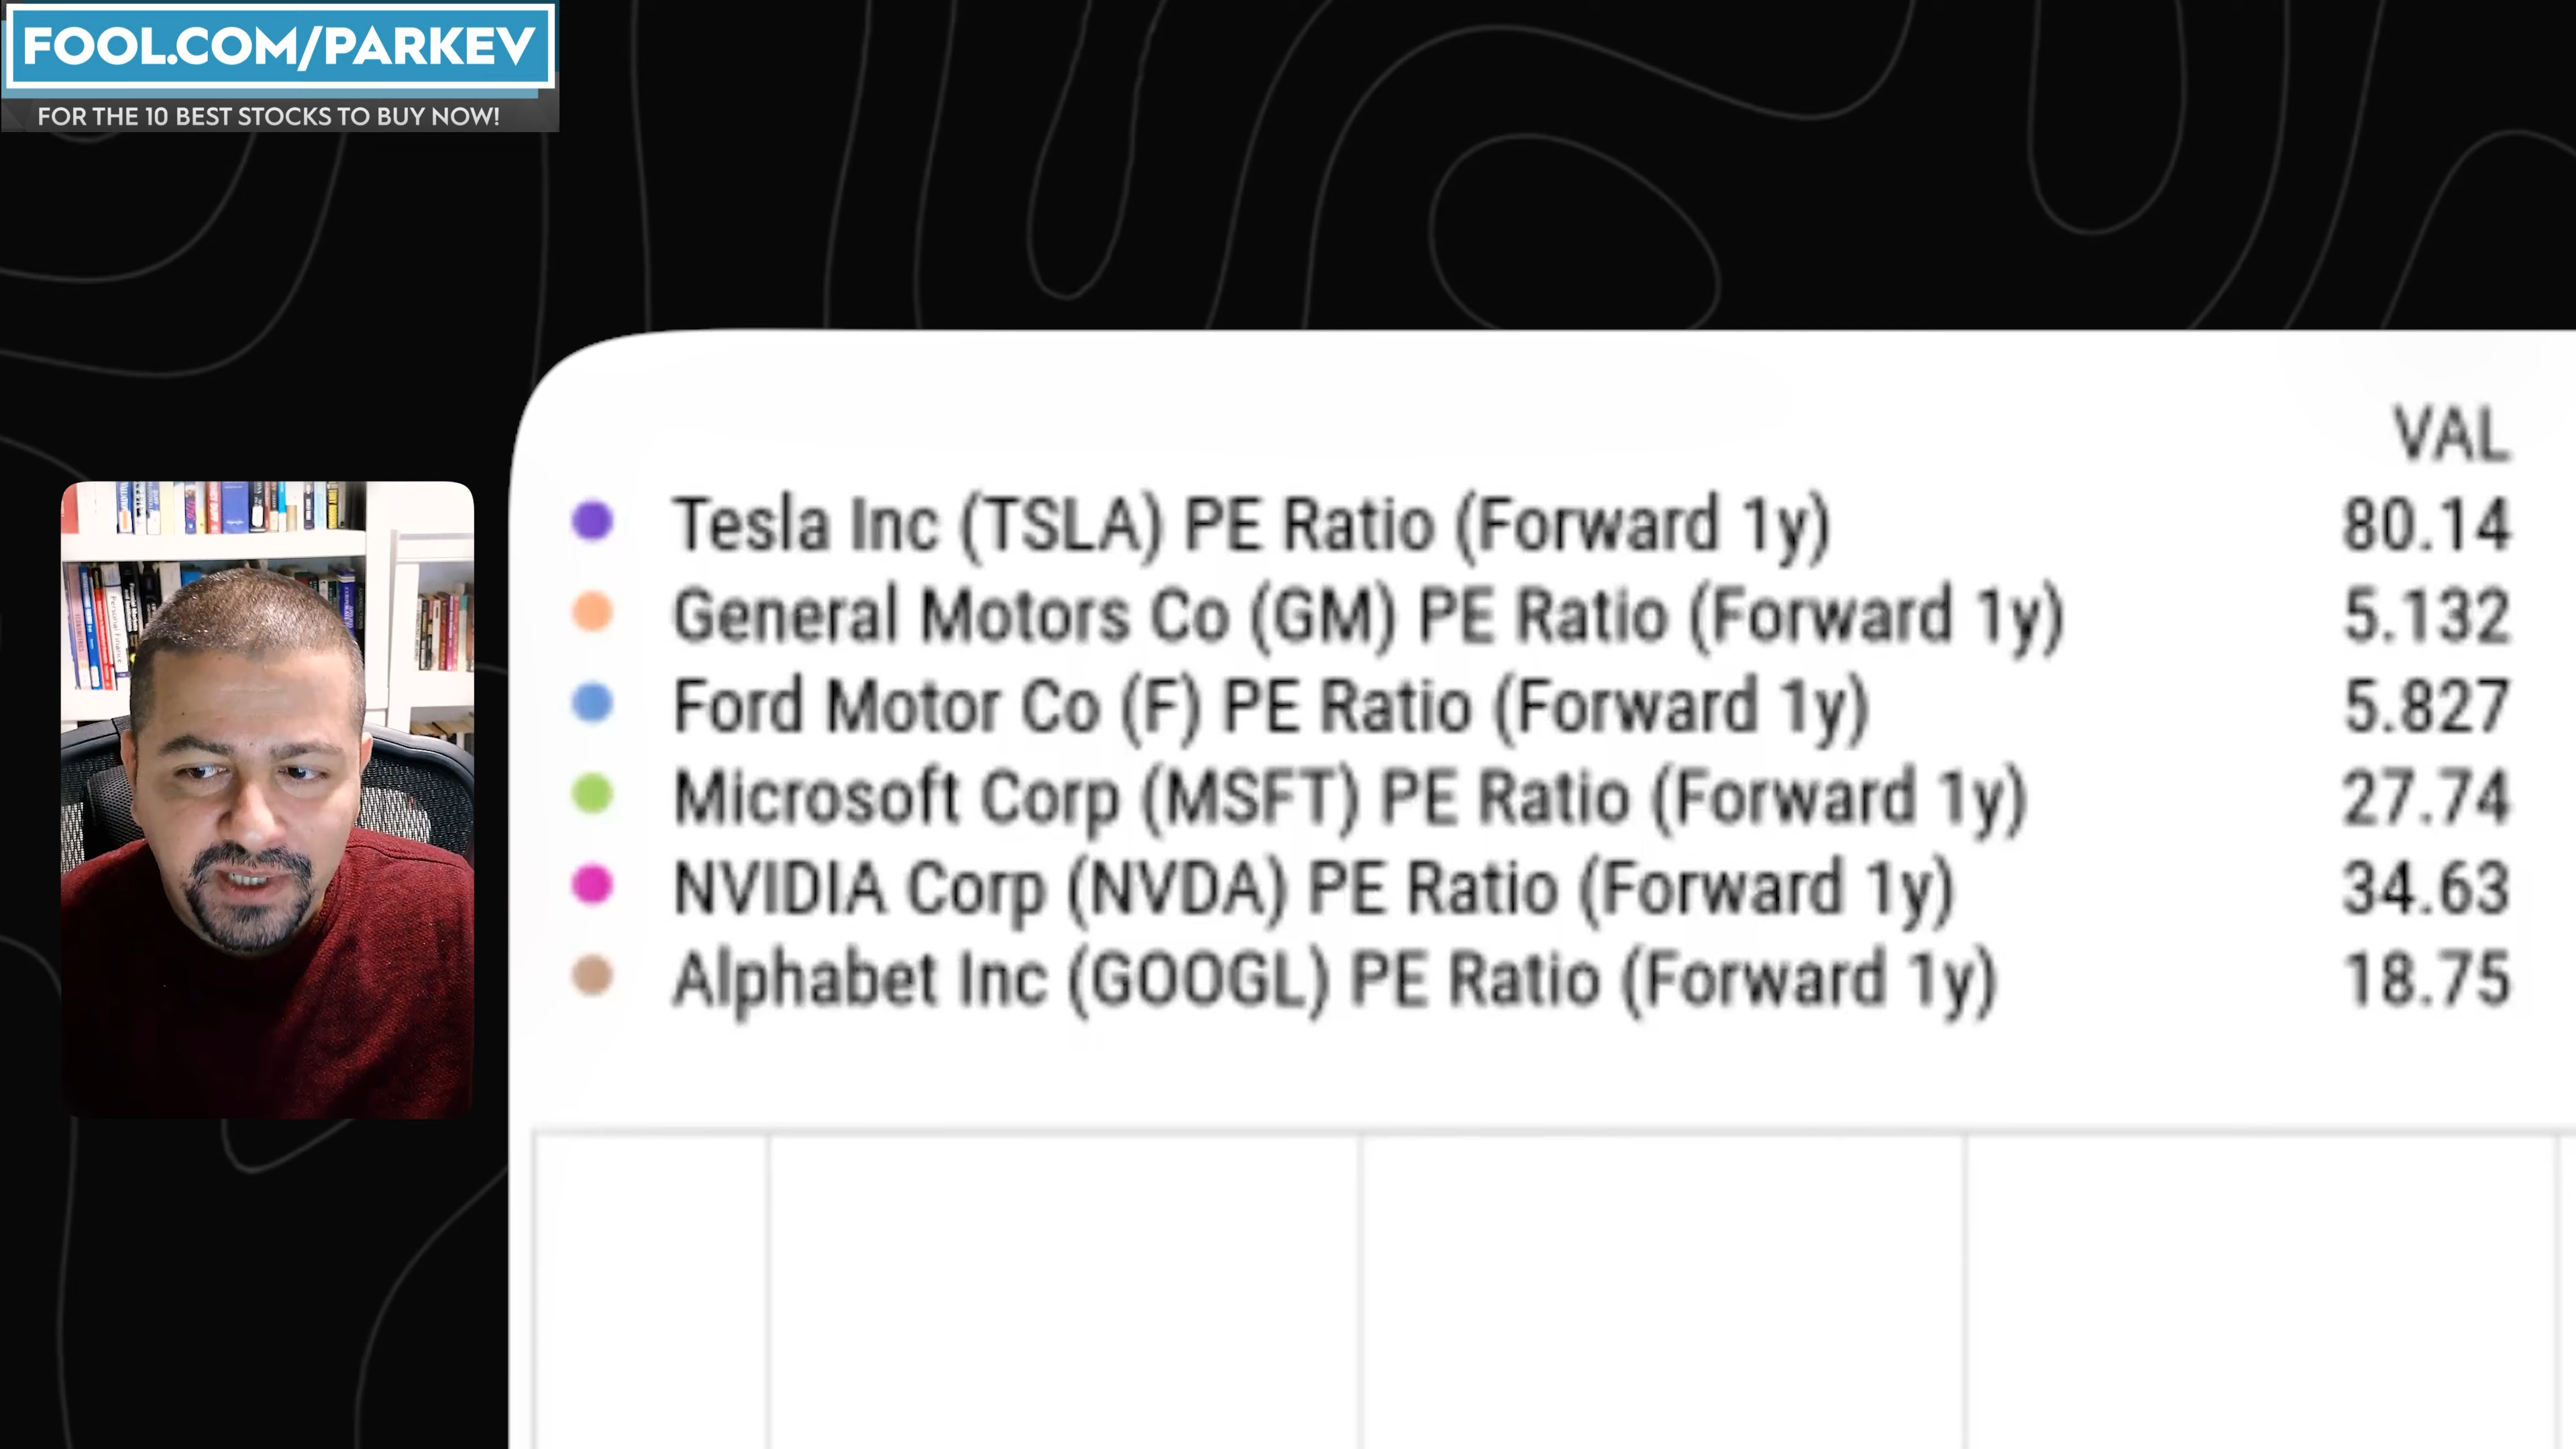 FOOL.COM/PARKEV
FOR THE 10 BEST STOCKS TO BUY NOW!
VAL
Tesla Inc (TSLA) PE Ratio (Forward 1y) 80.14
General Motors Co (GM) PE Ratio (Forward 1y) 5.132
Ford Motor Co (F) PE Ratio (Forward 1y) 5.827
Microsoft Corp (MSFT) PE Ratio (Forward 1y) 27.74
NVIDIA Corp (NVDA) PE Ratio (Forward 1y) 34.63
Alphabet Inc (GOOGL) PE Ratio (Forward 1y) 18.75